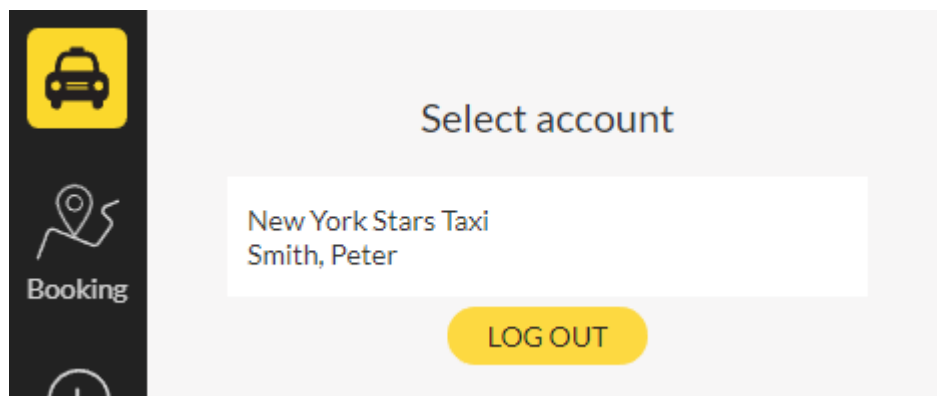 Select account
New York Stars Taxi
Smith, Peter
Booking
LOG OUT